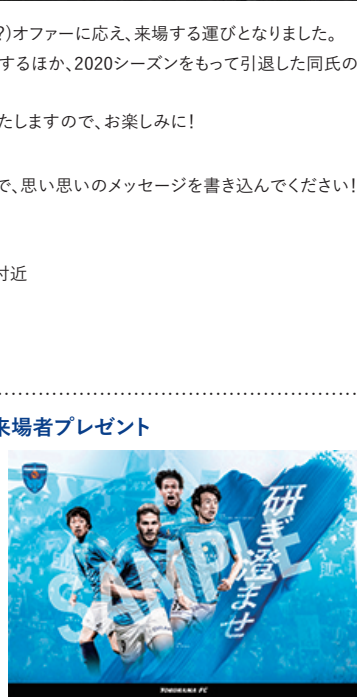 ?)オファーに応え、来場する運びとなりました。
するほか、2020シーズンをもって引退した同氏の
たしますので、お楽しみに!
で、思い思いのメッセージを書き込んでください!
付近
来場者プレゼント
研ぎ澄ませ
SAMPLE
YOKOHAMA FC